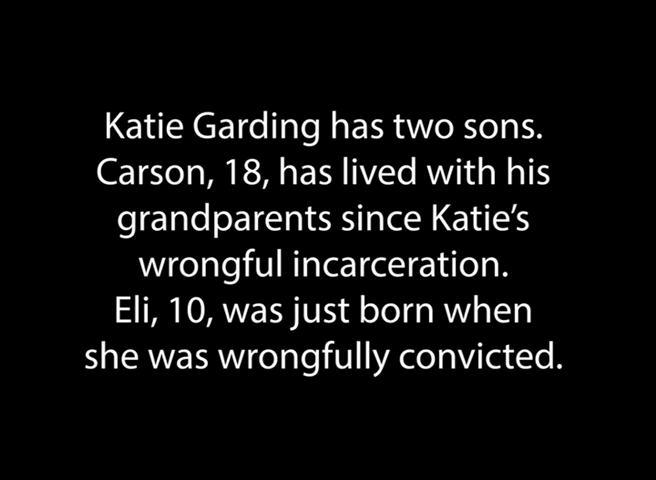 Katie Garding has two sons.
Carson, 18, has lived with his
grandparents since Katie’s
wrongful incarceration.
Eli, 10, was just born when
she was wrongfully convicted.